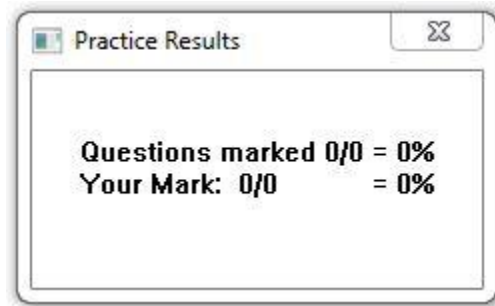 Practice Results
Questions marked 0/0 = 0%
Your Mark: 0/0 = 0%